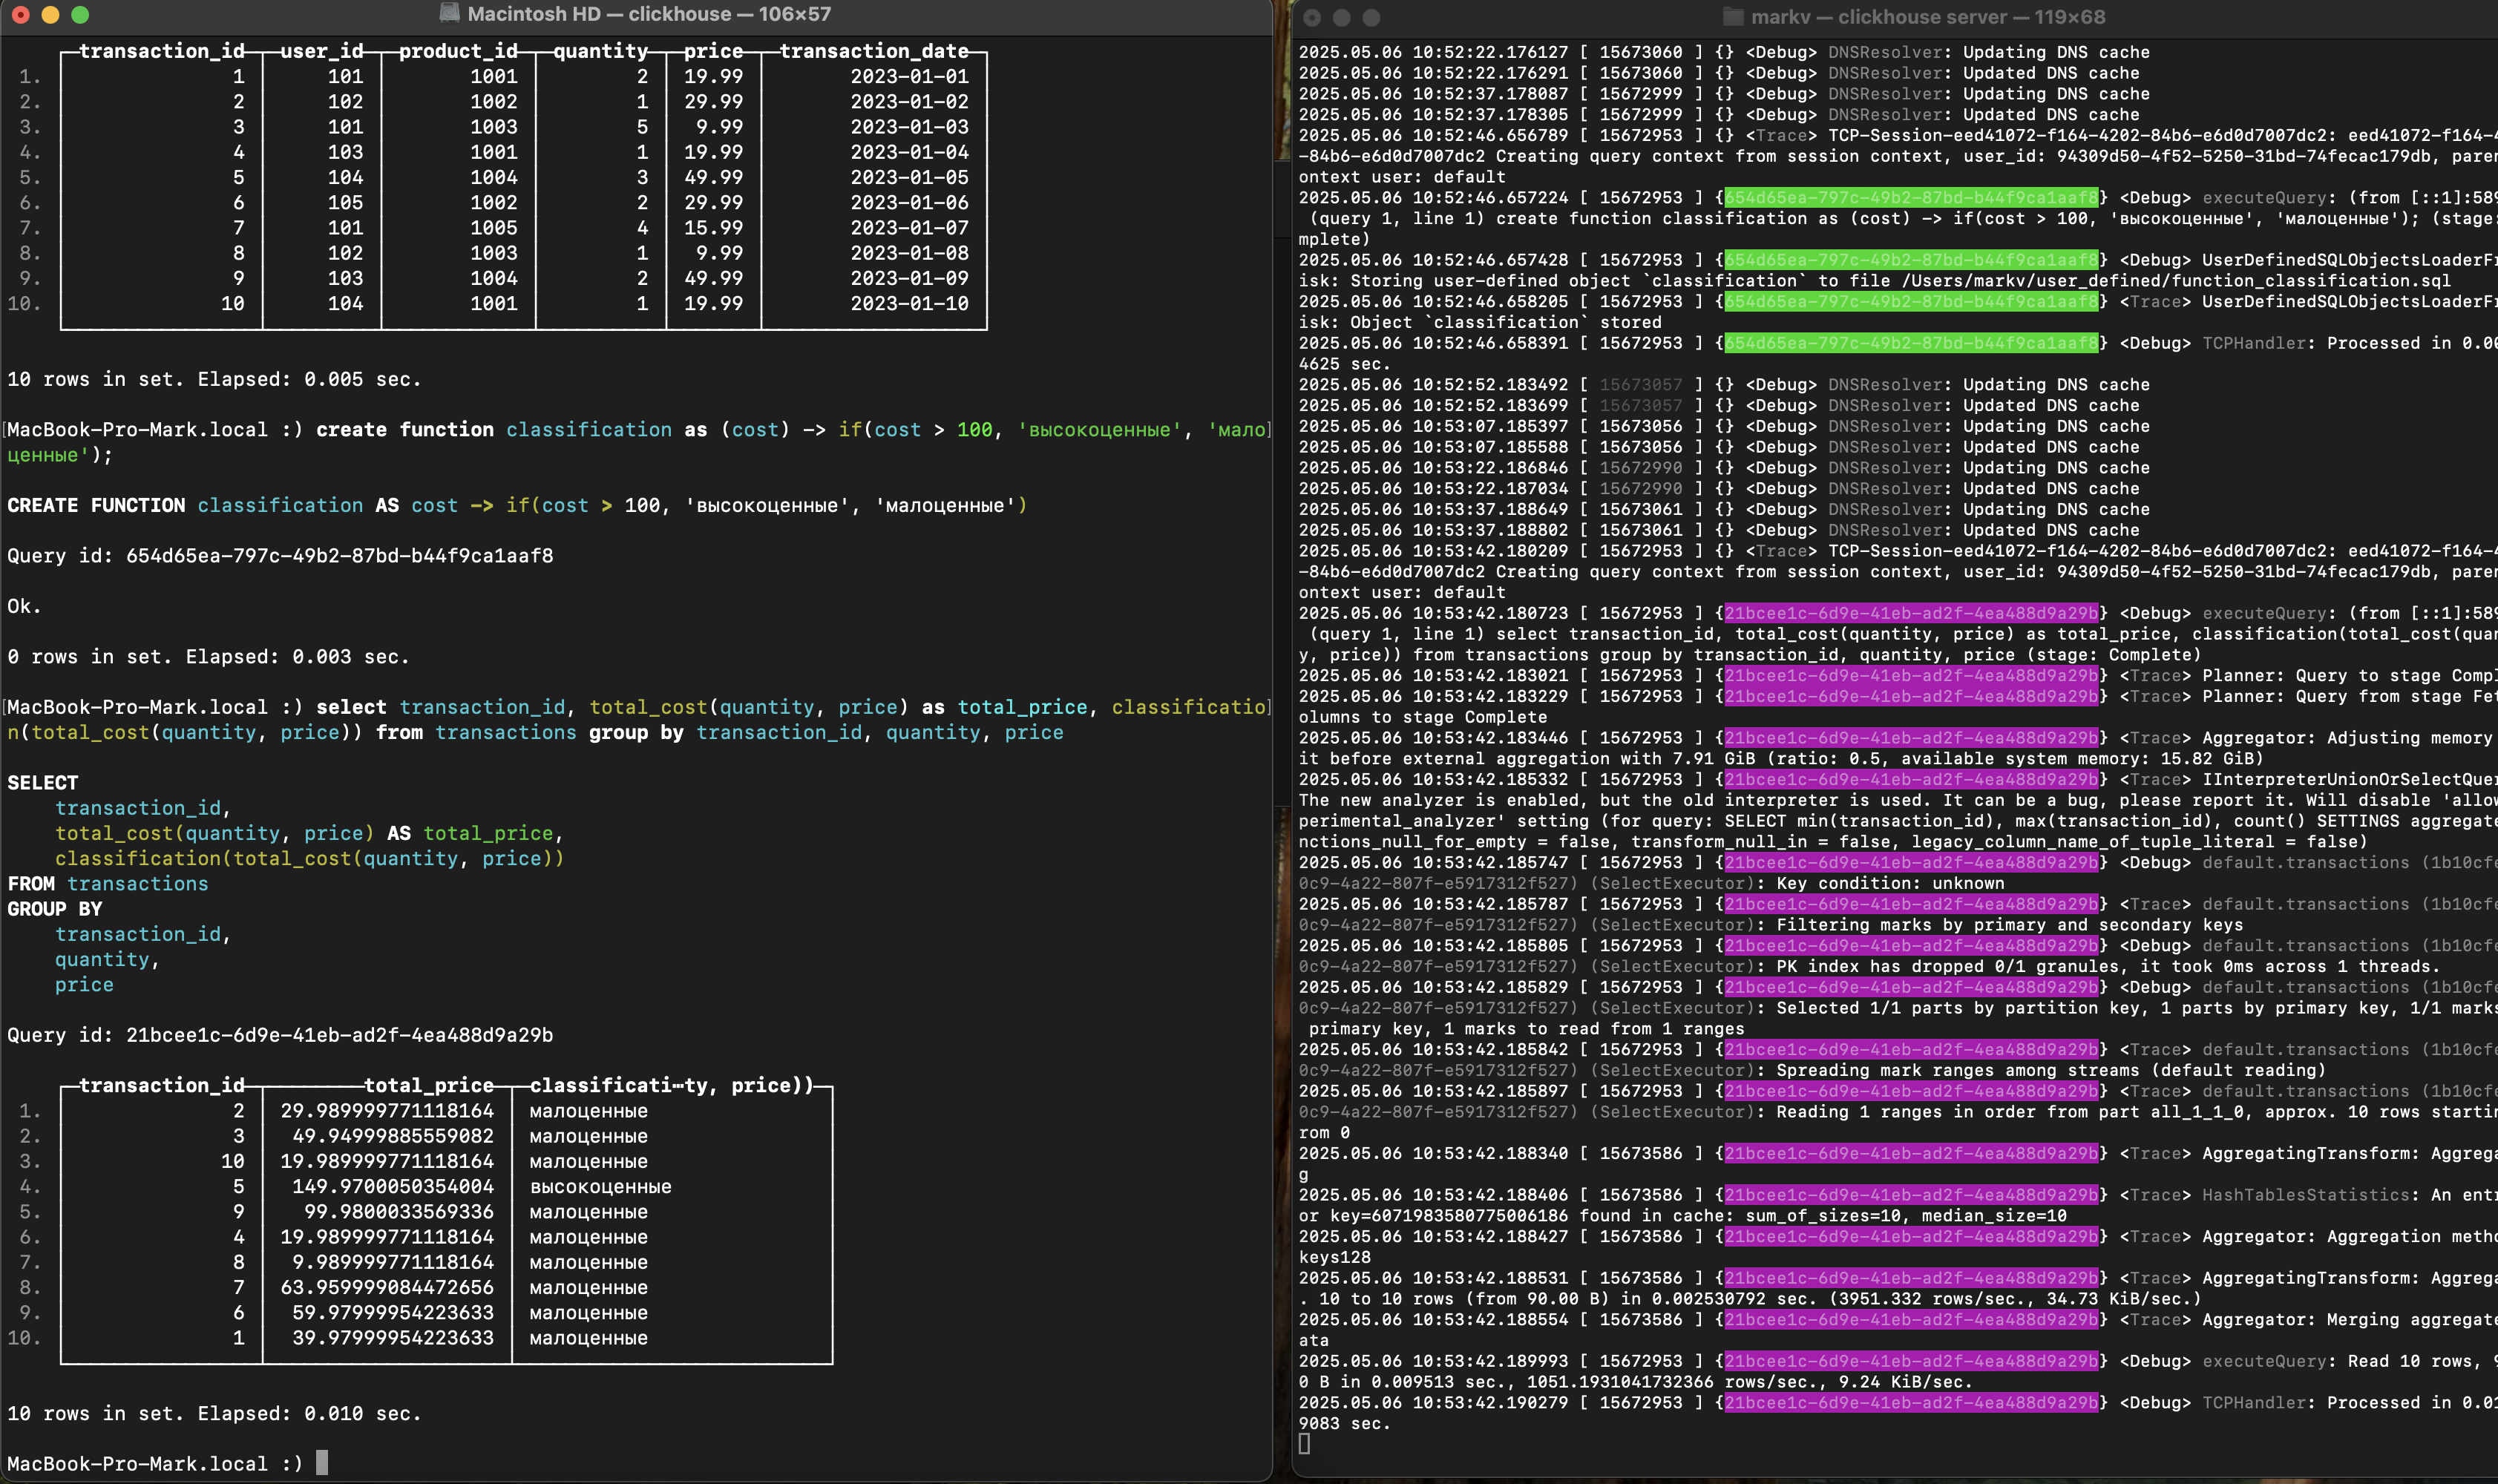 Macintosh HD — clickhouse — 106×57
transaction_id user_id product_id quantity price transaction_date
1. 1 101 1001 2 19.99 2023-01-01
2. 2 102 1002 1 29.99 2023-01-02
3. 3 101 1003 5 9.99 2023-01-03
4. 4 103 1001 1 19.99 2023-01-04
5. 5 104 1004 3 49.99 2023-01-05
6. 6 105 1002 2 29.99 2023-01-06
7. 7 101 1005 4 15.99 2023-01-07
8. 8 102 1003 1 9.99 2023-01-08
9. 9 103 1004 2 49.99 2023-01-09
10. 10 104 1001 1 19.99 2023-01-10
10 rows in set. Elapsed: 0.005 sec.
[MacBook-Pro-Mark.local :) create function classification as (cost) -> if(cost > 100, 'высокоценные', 'мало]
ценные');
CREATE FUNCTION classification AS cost -> if(cost > 100, 'высокоценные', 'малоценные')
Query id: 654d65ea-797c-49b2-87bd-b44f9ca1aaf8
Ok.
0 rows in set. Elapsed: 0.003 sec.
[MacBook-Pro-Mark.local :) select transaction_id, total_cost(quantity, price) as total_price, classificatio]
n(total_cost(quantity, price)) from transactions group by transaction_id, quantity, price
SELECT
transaction_id,
total_cost(quantity, price) AS total_price,
classification(total_cost(quantity, price))
FROM transactions
GROUP BY
transaction_id,
quantity,
price
Query id: 21bcee1c-6d9e-41eb-ad2f-4ea488d9a29b
transaction_id total_price classificati⋯ty, price))
1. 2 29.989999771118164 малоценные
2. 3 49.94999885559082 малоценные
3. 10 19.989999771118164 малоценные
4. 5 149.9700050354004 высокоценные
5. 9 99.9800033569336 малоценные
6. 4 19.989999771118164 малоценные
7. 8 9.989999771118164 малоценные
8. 7 63.959999084472656 малоценные
9. 6 59.97999954223633 малоценные
10. 1 39.97999954223633 малоценные
10 rows in set. Elapsed: 0.010 sec.
MacBook-Pro-Mark.local :)
markv — clickhouse server — 119×68
2025.05.06 10:52:22.176127 [ 15673060 ] {} <Debug> DNSResolver: Updating DNS cache
2025.05.06 10:52:22.176291 [ 15673060 ] {} <Debug> DNSResolver: Updated DNS cache
2025.05.06 10:52:37.178087 [ 15672999 ] {} <Debug> DNSResolver: Updating DNS cache
2025.05.06 10:52:37.178305 [ 15672999 ] {} <Debug> DNSResolver: Updated DNS cache
2025.05.06 10:52:46.656789 [ 15672953 ] {} <Trace> TCP-Session-eed41072-f164-4202-84b6-e6d0d7007dc2: eed41072-f164-4
-84b6-e6d0d7007dc2 Creating query context from session context, user_id: 94309d50-4f52-5250-31bd-74fecac179db, paren
ontext user: default
2025.05.06 10:52:46.657224 [ 15672953 ] {654d65ea-797c-49b2-87bd-b44f9ca1aaf8} <Debug> executeQuery: (from [::1]:589
(query 1, line 1) create function classification as (cost) -> if(cost > 100, 'высокоценные', 'малоценные'); (stage:
mplete)
2025.05.06 10:52:46.657428 [ 15672953 ] {654d65ea-797c-49b2-87bd-b44f9ca1aaf8} <Debug> UserDefinedSQLObjectsLoaderFr
isk: Storing user-defined object `classification` to file /Users/markv/user_defined/function_classification.sql
2025.05.06 10:52:46.658205 [ 15672953 ] {654d65ea-797c-49b2-87bd-b44f9ca1aaf8} <Trace> UserDefinedSQLObjectsLoaderFr
isk: Object `classification` stored
2025.05.06 10:52:46.658391 [ 15672953 ] {654d65ea-797c-49b2-87bd-b44f9ca1aaf8} <Debug> TCPHandler: Processed in 0.00
4625 sec.
2025.05.06 10:52:52.183492 [ 15673057 ] {} <Debug> DNSResolver: Updating DNS cache
2025.05.06 10:52:52.183699 [ 15673057 ] {} <Debug> DNSResolver: Updated DNS cache
2025.05.06 10:53:07.185397 [ 15673056 ] {} <Debug> DNSResolver: Updating DNS cache
2025.05.06 10:53:07.185588 [ 15673056 ] {} <Debug> DNSResolver: Updated DNS cache
2025.05.06 10:53:22.186846 [ 15672990 ] {} <Debug> DNSResolver: Updating DNS cache
2025.05.06 10:53:22.187034 [ 15672990 ] {} <Debug> DNSResolver: Updated DNS cache
2025.05.06 10:53:37.188649 [ 15673061 ] {} <Debug> DNSResolver: Updating DNS cache
2025.05.06 10:53:37.188802 [ 15673061 ] {} <Debug> DNSResolver: Updated DNS cache
2025.05.06 10:53:42.180209 [ 15672953 ] {} <Trace> TCP-Session-eed41072-f164-4202-84b6-e6d0d7007dc2: eed41072-f164-4
-84b6-e6d0d7007dc2 Creating query context from session context, user_id: 94309d50-4f52-5250-31bd-74fecac179db, paren
ontext user: default
2025.05.06 10:53:42.180723 [ 15672953 ] {21bcee1c-6d9e-41eb-ad2f-4ea488d9a29b} <Debug> executeQuery: (from [::1]:589
(query 1, line 1) select transaction_id, total_cost(quantity, price) as total_price, classification(total_cost(quan
y, price)) from transactions group by transaction_id, quantity, price (stage: Complete)
2025.05.06 10:53:42.183021 [ 15672953 ] {21bcee1c-6d9e-41eb-ad2f-4ea488d9a29b} <Trace> Planner: Query to stage Compl
2025.05.06 10:53:42.183229 [ 15672953 ] {21bcee1c-6d9e-41eb-ad2f-4ea488d9a29b} <Trace> Planner: Query from stage Fet
olumns to stage Complete
2025.05.06 10:53:42.183446 [ 15672953 ] {21bcee1c-6d9e-41eb-ad2f-4ea488d9a29b} <Trace> Aggregator: Adjusting memory
it before external aggregation with 7.91 GiB (ratio: 0.5, available system memory: 15.82 GiB)
2025.05.06 10:53:42.185332 [ 15672953 ] {21bcee1c-6d9e-41eb-ad2f-4ea488d9a29b} <Trace> IInterpreterUnionOrSelectQuer
The new analyzer is enabled, but the old interpreter is used. It can be a bug, please report it. Will disable 'allow
perimental_analyzer' setting (for query: SELECT min(transaction_id), max(transaction_id), count() SETTINGS aggregate
nctions_null_for_empty = false, transform_null_in = false, legacy_column_name_of_tuple_literal = false)
2025.05.06 10:53:42.185747 [ 15672953 ] {21bcee1c-6d9e-41eb-ad2f-4ea488d9a29b} <Debug> default.transactions (1b10cfe
0c9-4a22-807f-e5917312f527) (SelectExecutor): Key condition: unknown
2025.05.06 10:53:42.185787 [ 15672953 ] {21bcee1c-6d9e-41eb-ad2f-4ea488d9a29b} <Trace> default.transactions (1b10cfe
0c9-4a22-807f-e5917312f527) (SelectExecutor): Filtering marks by primary and secondary keys
2025.05.06 10:53:42.185805 [ 15672953 ] {21bcee1c-6d9e-41eb-ad2f-4ea488d9a29b} <Debug> default.transactions (1b10cfe
0c9-4a22-807f-e5917312f527) (SelectExecutor): PK index has dropped 0/1 granules, it took 0ms across 1 threads.
2025.05.06 10:53:42.185829 [ 15672953 ] {21bcee1c-6d9e-41eb-ad2f-4ea488d9a29b} <Debug> default.transactions (1b10cfe
0c9-4a22-807f-e5917312f527) (SelectExecutor): Selected 1/1 parts by partition key, 1 parts by primary key, 1/1 marks
primary key, 1 marks to read from 1 ranges
2025.05.06 10:53:42.185842 [ 15672953 ] {21bcee1c-6d9e-41eb-ad2f-4ea488d9a29b} <Trace> default.transactions (1b10cfe
0c9-4a22-807f-e5917312f527) (SelectExecutor): Spreading mark ranges among streams (default reading)
2025.05.06 10:53:42.185897 [ 15672953 ] {21bcee1c-6d9e-41eb-ad2f-4ea488d9a29b} <Trace> default.transactions (1b10cfe
0c9-4a22-807f-e5917312f527) (SelectExecutor): Reading 1 ranges in order from part all_1_1_0, approx. 10 rows startin
rom 0
2025.05.06 10:53:42.188340 [ 15673586 ] {21bcee1c-6d9e-41eb-ad2f-4ea488d9a29b} <Trace> AggregatingTransform: Aggrega
g
2025.05.06 10:53:42.188406 [ 15673586 ] {21bcee1c-6d9e-41eb-ad2f-4ea488d9a29b} <Trace> HashTablesStatistics: An entr
or key=6071983580775006186 found in cache: sum_of_sizes=10, median_size=10
2025.05.06 10:53:42.188427 [ 15673586 ] {21bcee1c-6d9e-41eb-ad2f-4ea488d9a29b} <Trace> Aggregator: Aggregation metho
keys128
2025.05.06 10:53:42.188531 [ 15673586 ] {21bcee1c-6d9e-41eb-ad2f-4ea488d9a29b} <Trace> AggregatingTransform: Aggrega
. 10 to 10 rows (from 90.00 B) in 0.002530792 sec. (3951.332 rows/sec., 34.73 KiB/sec.)
2025.05.06 10:53:42.188554 [ 15673586 ] {21bcee1c-6d9e-41eb-ad2f-4ea488d9a29b} <Trace> Aggregator: Merging aggregate
ata
2025.05.06 10:53:42.189993 [ 15672953 ] {21bcee1c-6d9e-41eb-ad2f-4ea488d9a29b} <Debug> executeQuery: Read 10 rows, 9
0 B in 0.009513 sec., 1051.1931041732366 rows/sec., 9.24 KiB/sec.
2025.05.06 10:53:42.190279 [ 15672953 ] {21bcee1c-6d9e-41eb-ad2f-4ea488d9a29b} <Debug> TCPHandler: Processed in 0.01
9083 sec.